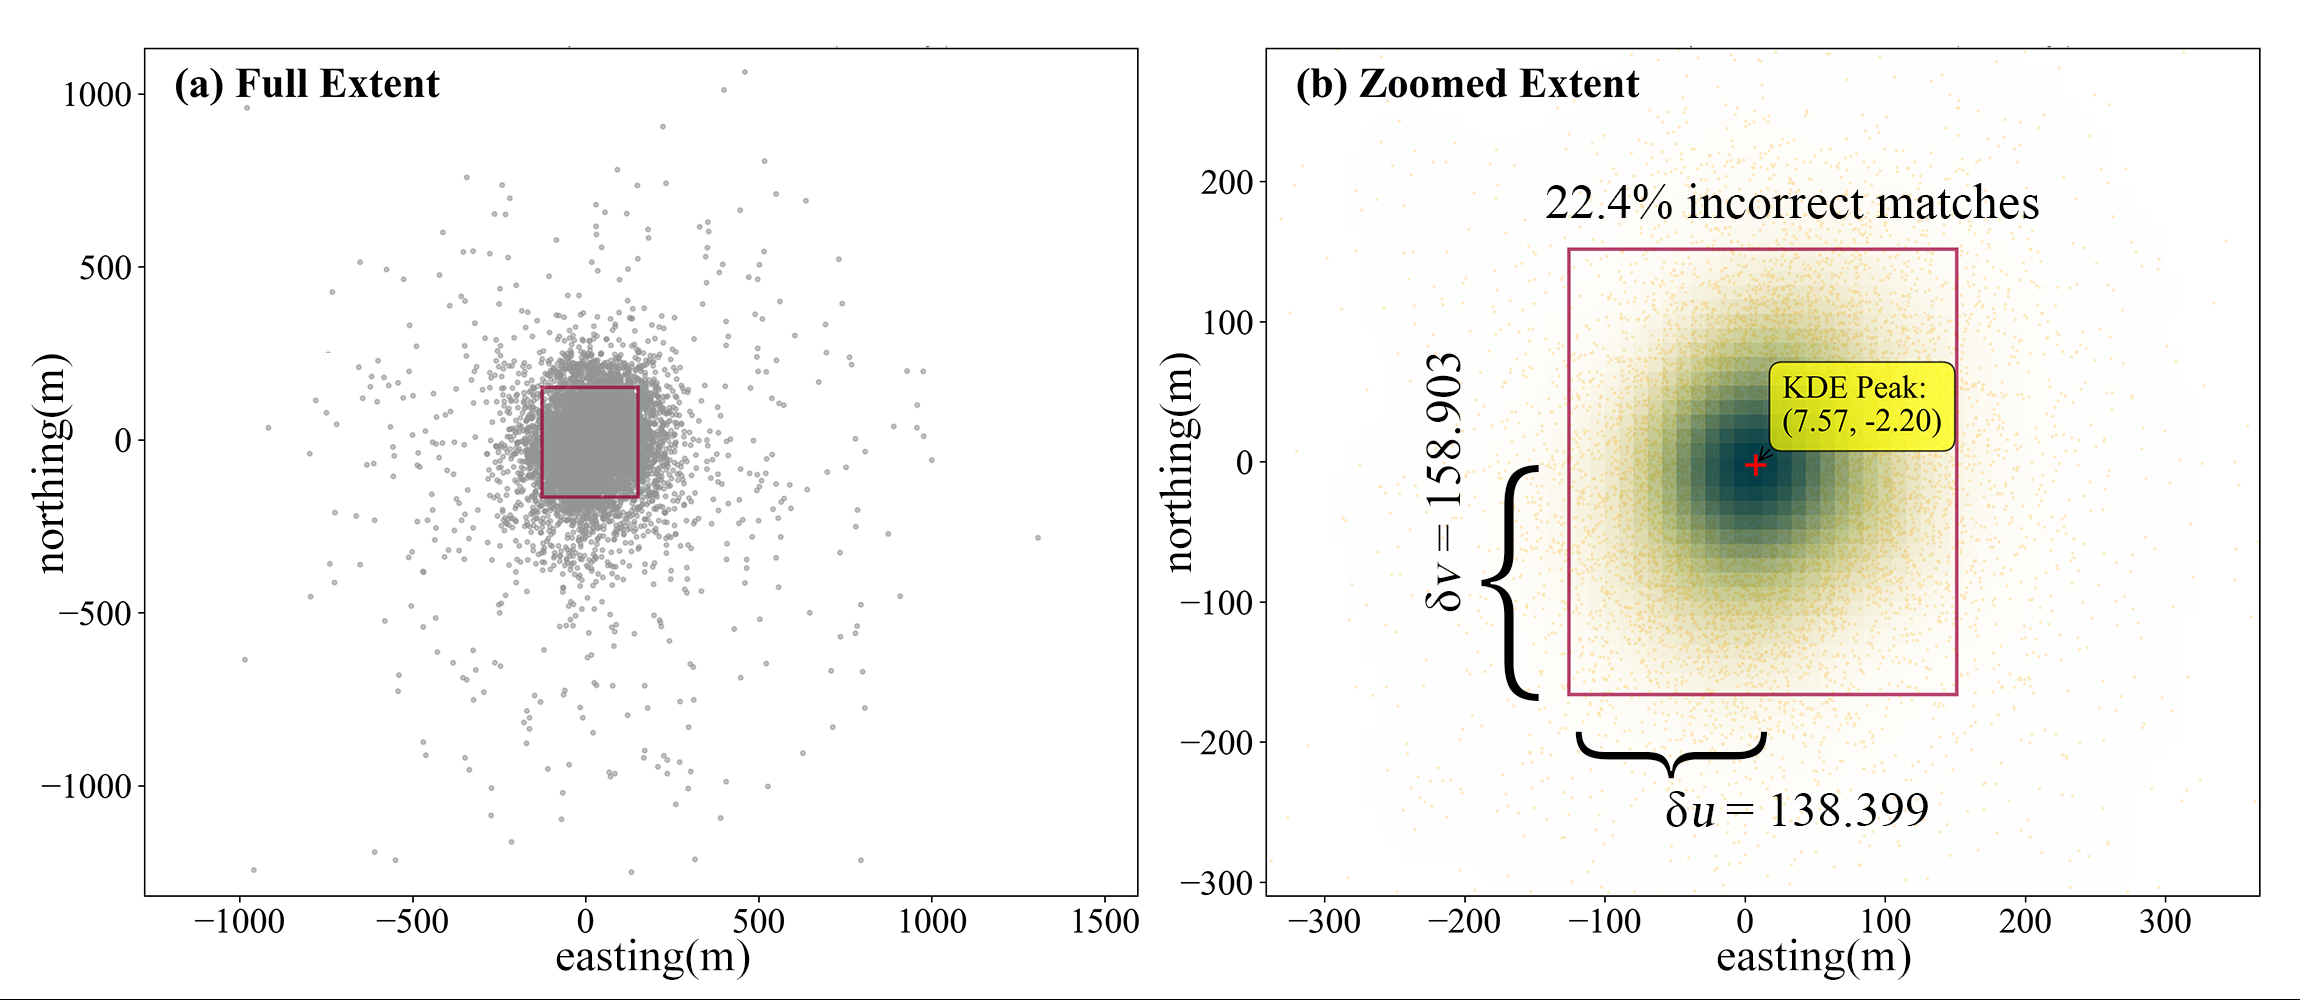 (a) Full Extent
1000
500
0
−500
−1000
northing(m)
−1000
−500
0
500
1000
1500
easting(m)
(b) Zoomed Extent
200
100
0
−100
−200
−300
northing(m)
22.4% incorrect matches
KDE Peak:
(7.57, -2.20)
δv = 158.903
δu = 138.399
−300
−200
−100
0
100
200
300
easting(m)